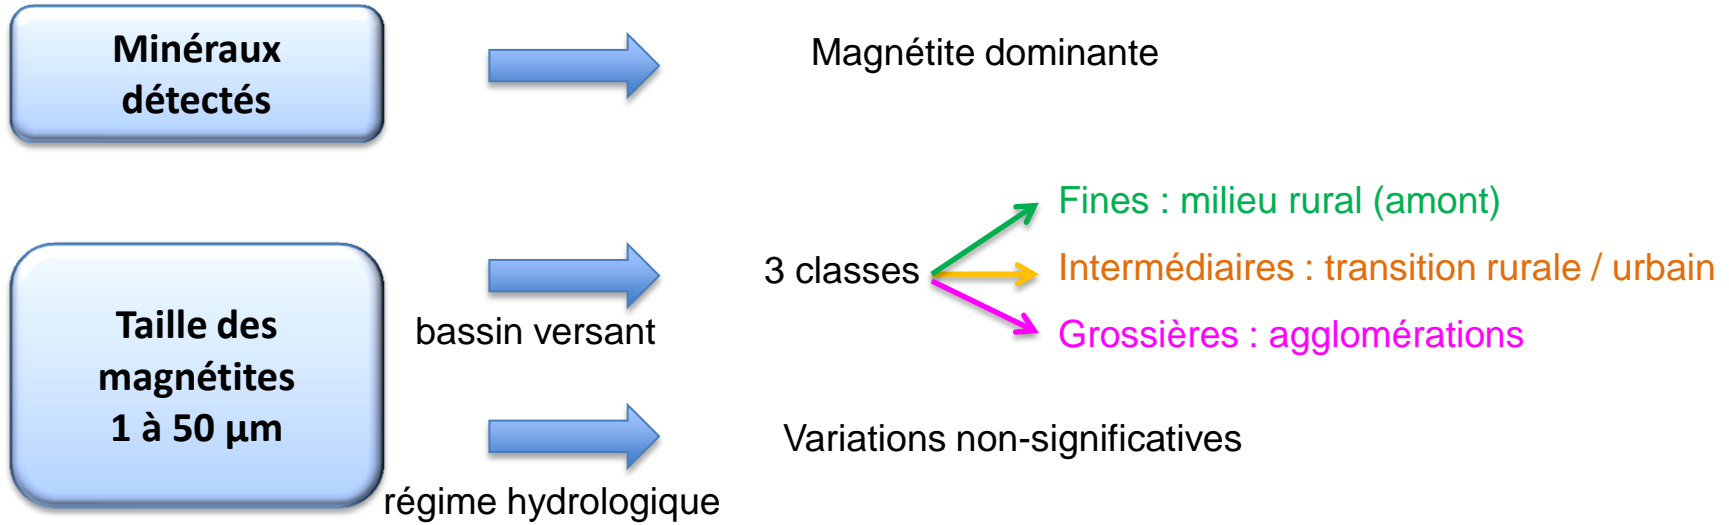 Minéraux
détectés
Magnétite dominante
Taille des
magnétites
1 à 50 µm
bassin versant
3 classes
Fines : milieu rural (amont)
Intermédiaires : transition rurale / urbain
Grossières : agglomérations
régime hydrologique
Variations non-significatives